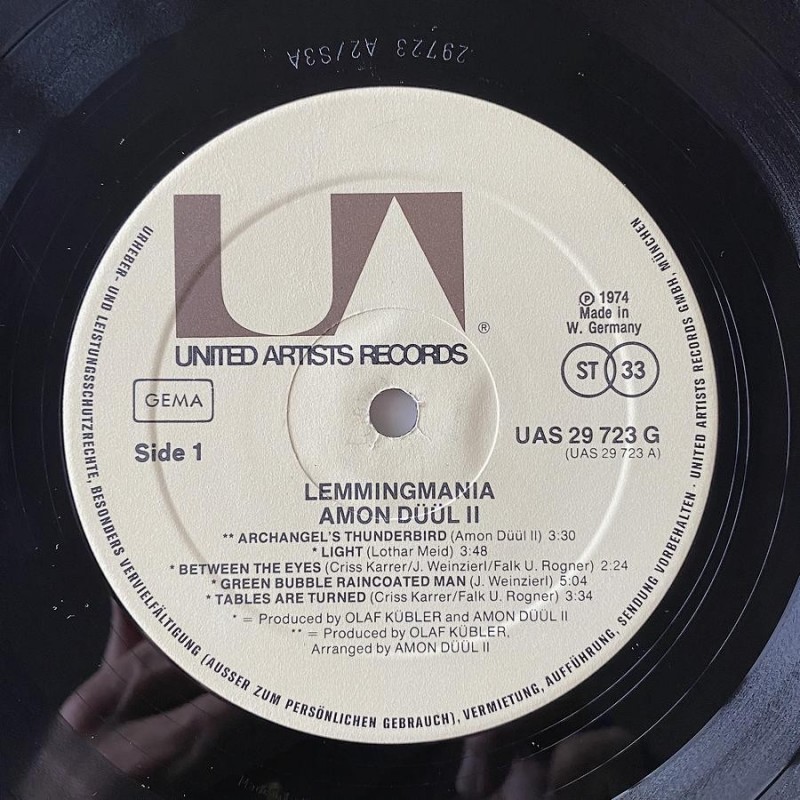 29723 A2/S3A
UA
®
UNITED ARTISTS RECORDS
℗ 1974
Made in
W. Germany
GEMA
ST 33
Side 1
UAS 29 723 G
(UAS 29 723 A)
LEMMINGMANIA
AMON DÜÜL II
** ARCHANGEL'S THUNDERBIRD (Amon Düül II) 3:30
* LIGHT (Lothar Meid) 3:48
* BETWEEN THE EYES (Criss Karrer/J. Weinzierl/Falk U. Rogner) 2:24
* GREEN BUBBLE RAINCOATED MAN (J. Weinzierl) 5:04
* TABLES ARE TURNED (Criss Karrer/Falk U. Rogner) 3:34
* = Produced by OLAF KÜBLER and AMON DÜÜL II
** = Produced by OLAF KÜBLER,
Arranged by AMON DÜÜL II
URHEBER- UND LEISTUNGSSCHUTZRECHTE, BESONDERS VERVIELFÄLTIGUNG (AUSSER ZUM PERSÖNLICHEN GEBRAUCH), VERMIETUNG, AUFFÜHRUNG, SENDUNG VORBEHALTEN · UNITED ARTISTS RECORDS GMBH, MÜNCHEN